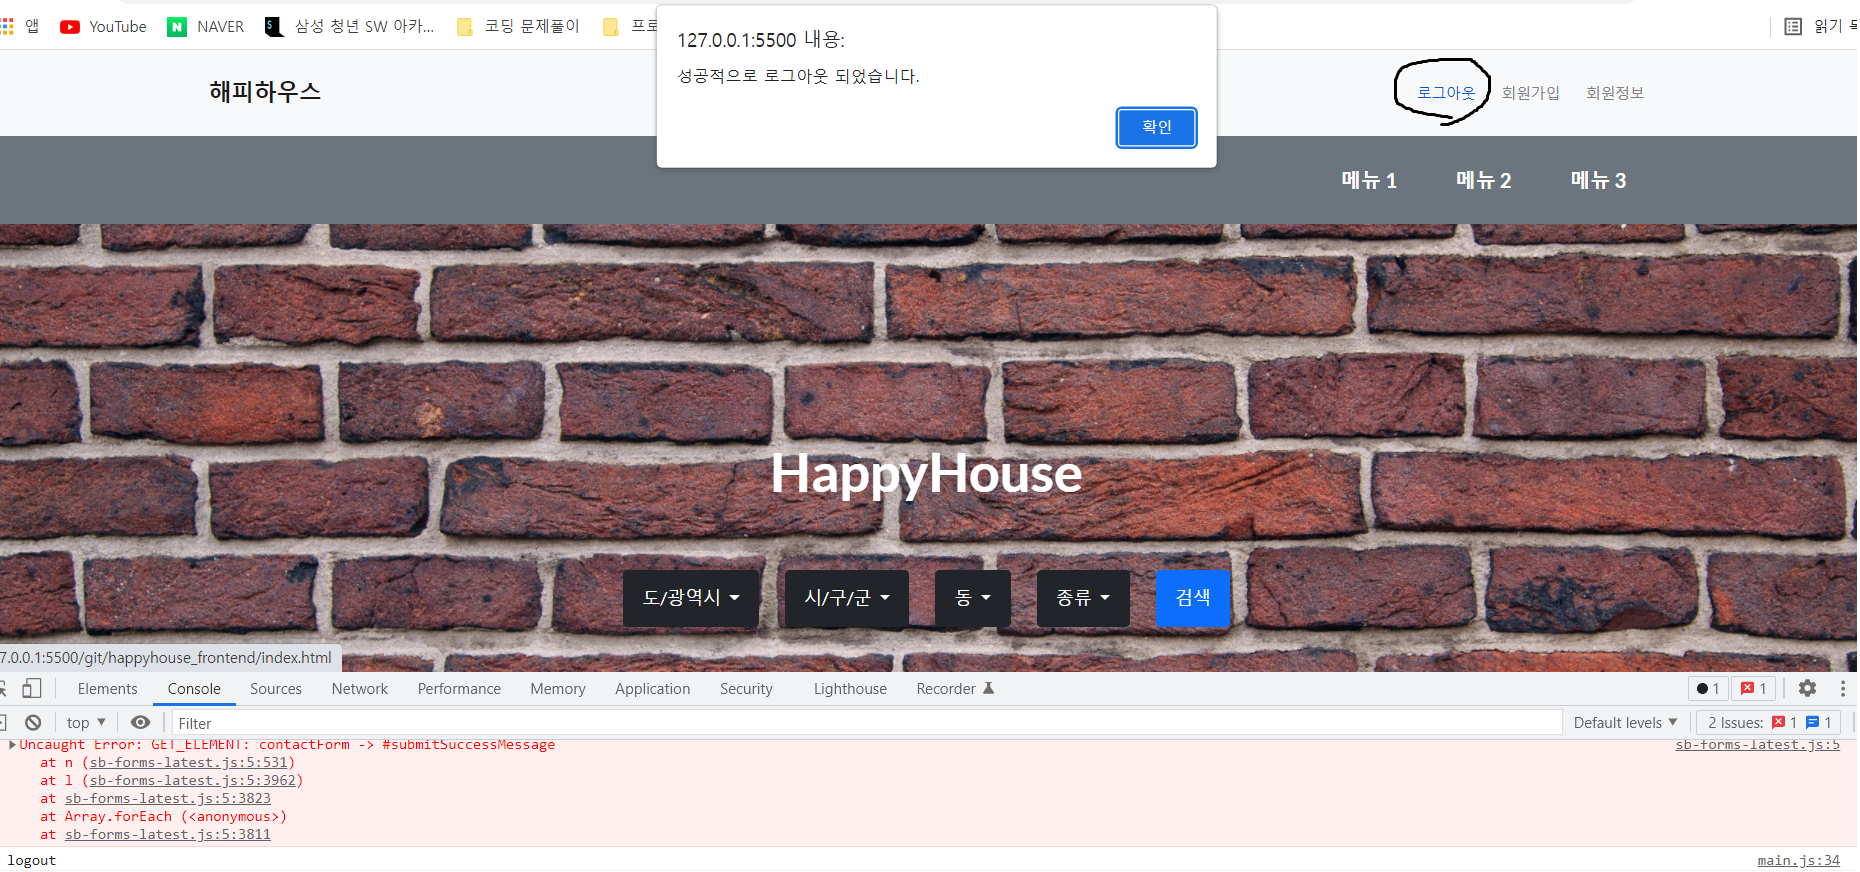 앱 YouTube NAVER 삼성 청년 SW 아카... 코딩 문제풀이
읽기
127.0.0.1:5500 내용:
성공적으로 로그아웃 되었습니다.
확인
해피하우스
로그아웃 회원가입 회원정보
메뉴 1 메뉴 2 메뉴 3
HappyHouse
도/광역시 시/구/군 동 종류 검색
7.0.0.1:5500/git/happyhouse_frontend/index.html
Elements Console Sources Network Performance Memory Application Security Lighthouse Recorder 1 1
top Filter Default levels 2 Issues: 1 1
Uncaught Error: GET_ELEMENT: contactForm -> #submitSuccessMessage sb-forms-latest.js:5
at n (sb-forms-latest.js:5:531)
at l (sb-forms-latest.js:5:3962)
at sb-forms-latest.js:5:3823
at Array.forEach (<anonymous>)
at sb-forms-latest.js:5:3811
logout main.js:34